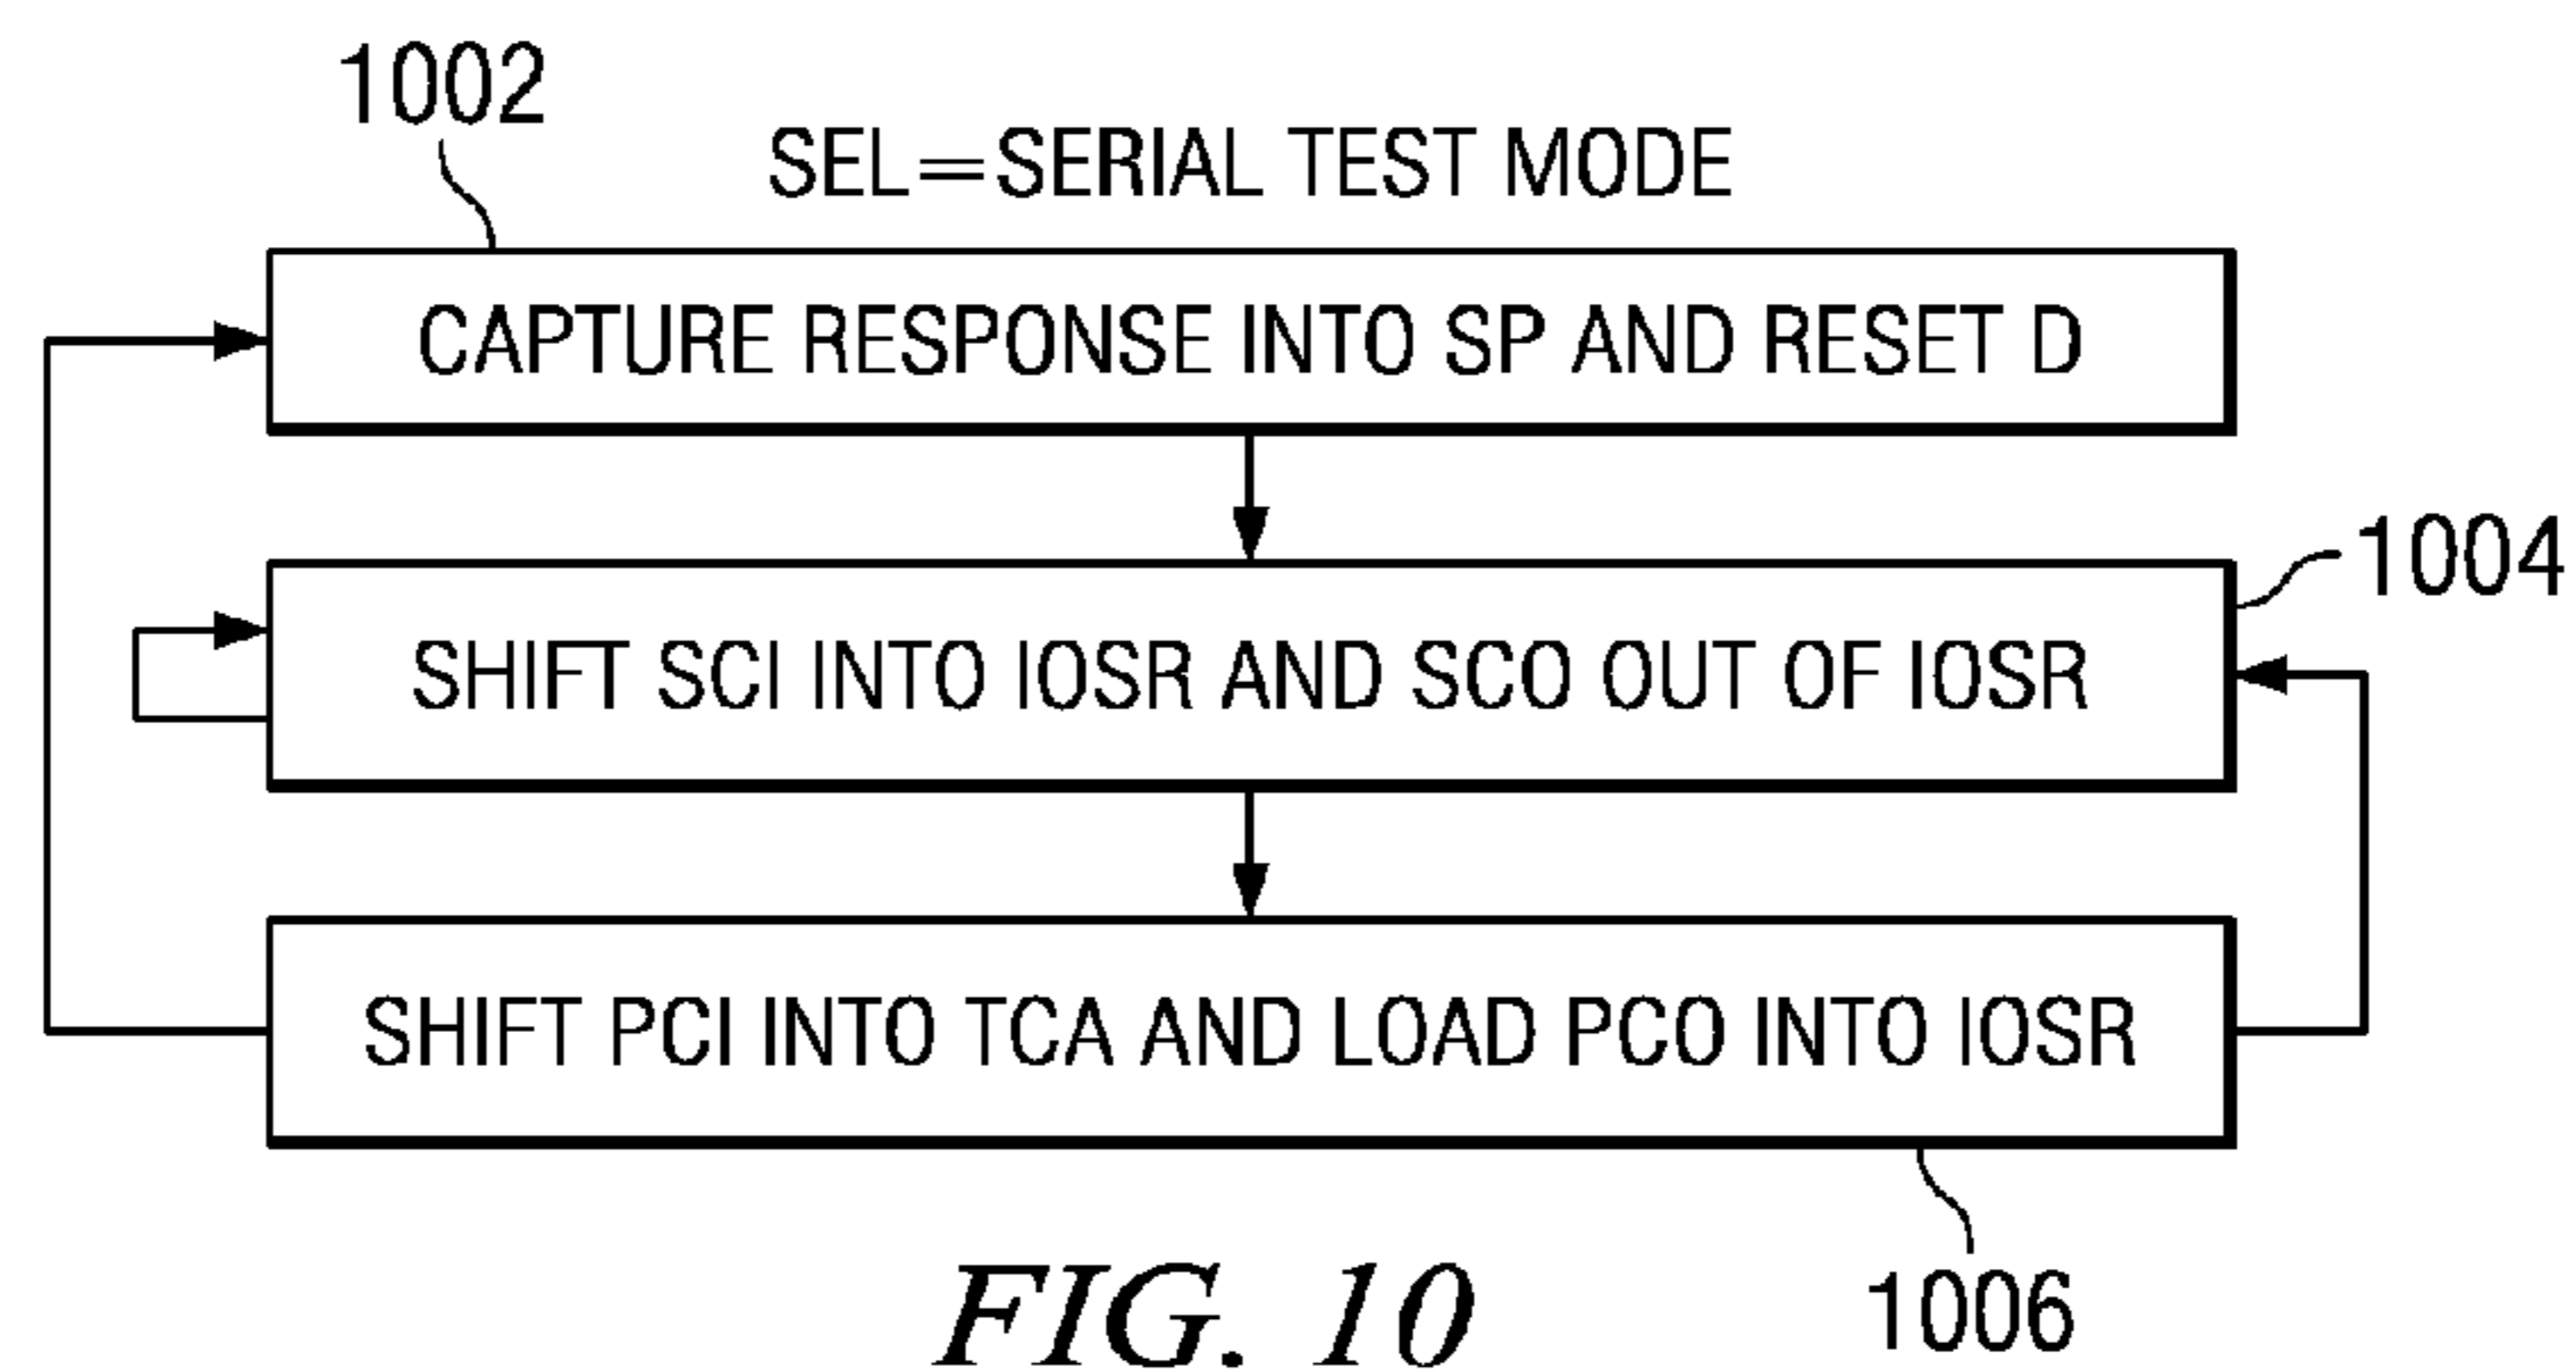 1002
SEL=SERIAL TEST MODE
CAPTURE RESPONSE INTO SP AND RESET D
1004
SHIFT SCI INTO IOSR AND SCO OUT OF IOSR
SHIFT PCI INTO TCA AND LOAD PCO INTO IOSR
1006
FIG. 10